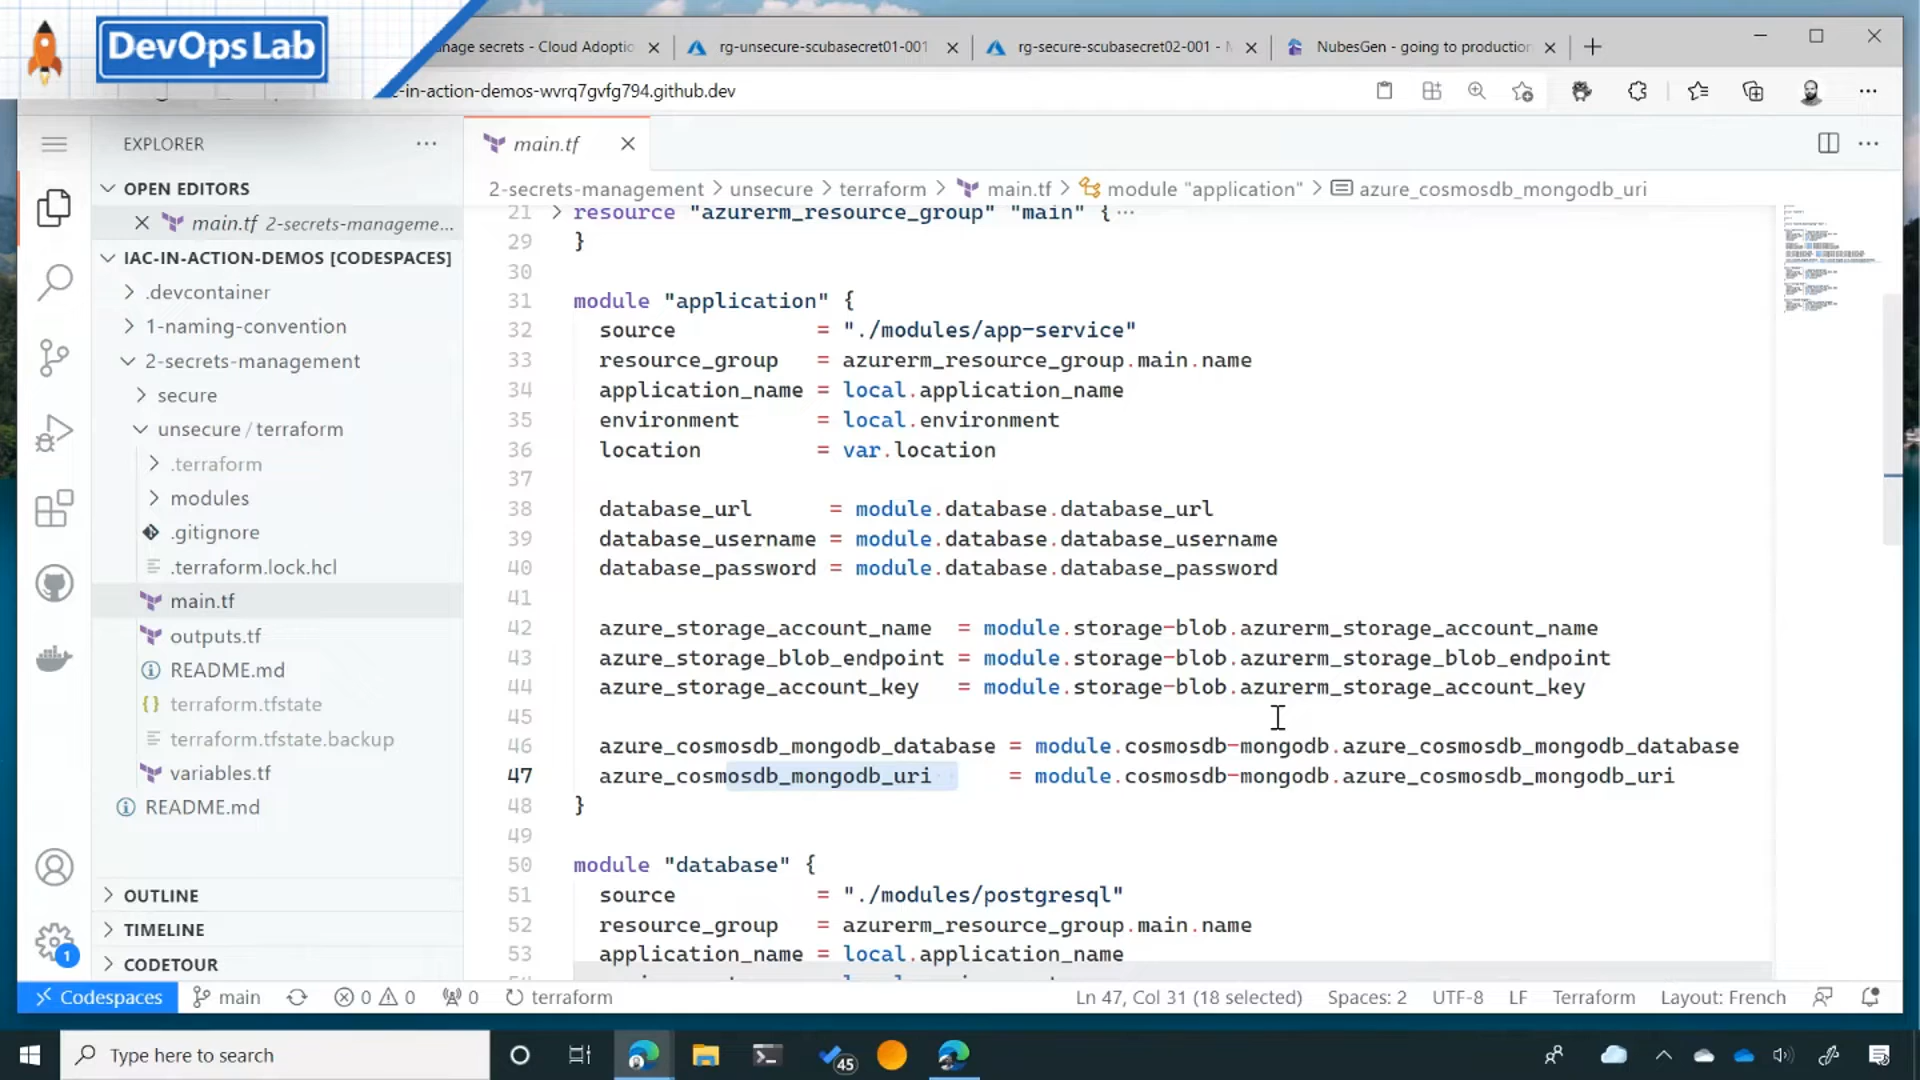 DevOps Lab
nage secrets - Cloud Adoptio
rg-unsecure-scubasecret01-001
rg-secure-scubasecret02-001 -
NubesGen - going to production
c-in-action-demos-wvrq7gvfg794.github.dev
EXPLORER
OPEN EDITORS
main.tf 2-secrets-manageme...
IAC-IN-ACTION-DEMOS [CODESPACES]
.devcontainer
1-naming-convention
2-secrets-management
secure
unsecure / terraform
.terraform
modules
.gitignore
.terraform.lock.hcl
main.tf
outputs.tf
README.md
terraform.tfstate
terraform.tfstate.backup
variables.tf
README.md
OUTLINE
TIMELINE
CODETOUR
main.tf
2-secrets-management > unsecure > terraform > main.tf > module "application" > azure_cosmosdb_mongodb_uri
21 resource "azurerm_resource_group" "main" {...
29 }
30
31 module "application" {
32 source = "./modules/app-service"
33 resource_group = azurerm_resource_group.main.name
34 application_name = local.application_name
35 environment = local.environment
36 location = var.location
37
38 database_url = module.database.database_url
39 database_username = module.database.database_username
40 database_password = module.database.database_password
41
42 azure_storage_account_name = module.storage-blob.azurerm_storage_account_name
43 azure_storage_blob_endpoint = module.storage-blob.azurerm_storage_blob_endpoint
44 azure_storage_account_key = module.storage-blob.azurerm_storage_account_key
45
46 azure_cosmosdb_mongodb_database = module.cosmosdb-mongodb.azure_cosmosdb_mongodb_database
47 azure_cosmosdb_mongodb_uri = module.cosmosdb-mongodb.azure_cosmosdb_mongodb_uri
48 }
49
50 module "database" {
51 source = "./modules/postgresql"
52 resource_group = azurerm_resource_group.main.name
53 application_name = local.application_name
1
Codespaces main 0 0 0 terraform Ln 47, Col 31 (18 selected) Spaces: 2 UTF-8 LF Terraform Layout: French
Type here to search
45